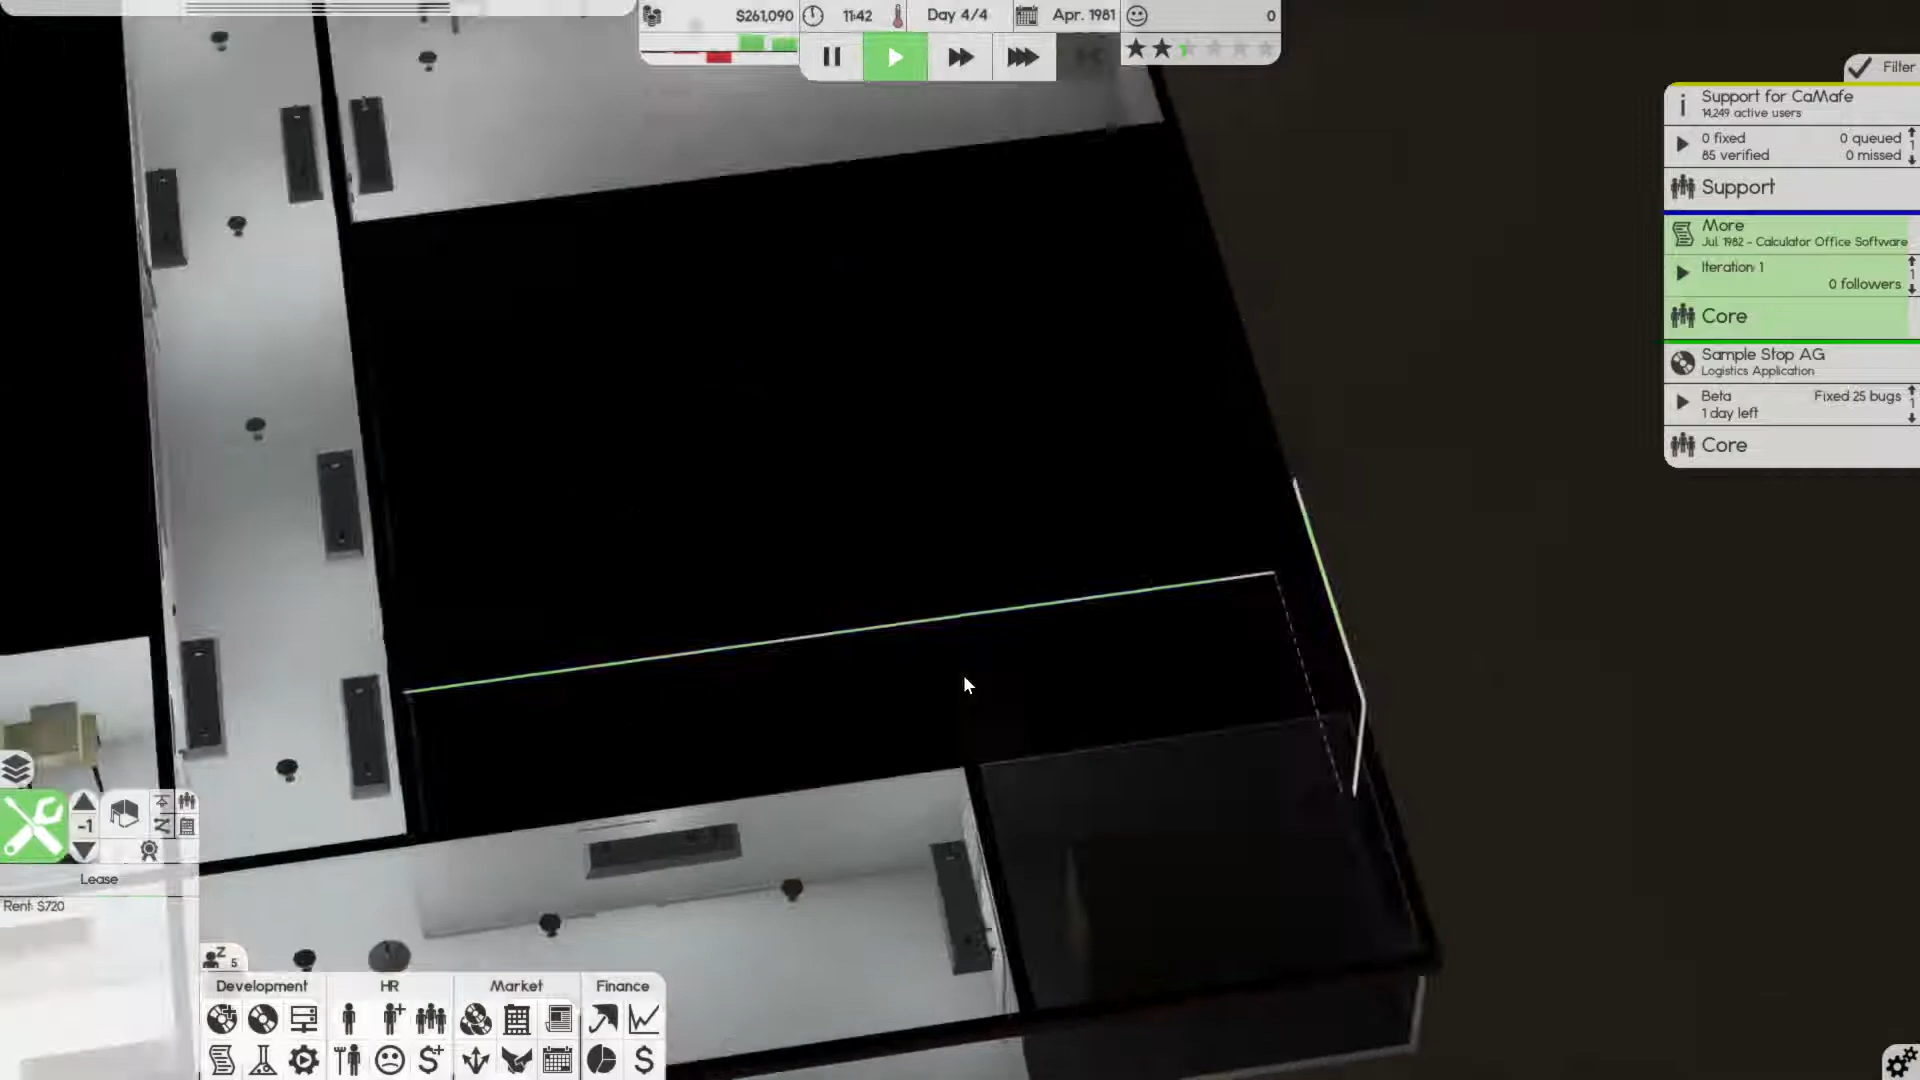 $261,090
11:42
Day 4/4
Apr. 1981
0
Filter
Support for CaMafe
14,249 active users
0 fixed
0 queued
85 verified
0 missed
1
Support
More
Jul. 1982 - Calculator Office Software
Iteration: 1
0 followers
1
Core
Sample Stop AG
Logistics Application
Beta
Fixed 25 bugs
1 day left
1
Core
-1
Lease
Rent: $720
Z
5
Development
HR
Market
Finance